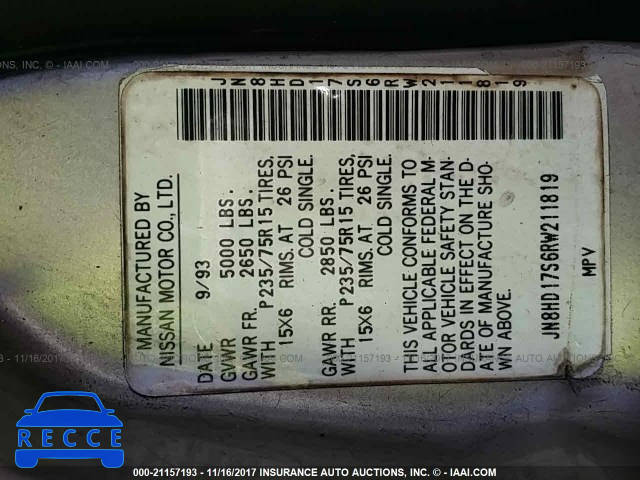 JN8HD17S6RW211819
MANUFACTURED BY
NISSAN MOTOR CO., LTD.
DATE 9/93
GVWR 5000 LBS.
GAWR FR. 2650 LBS.
WITH P235/75R15 TIRES,
15X6 RIMS. AT 26 PSI
COLD SINGLE.
GAWR RR. 2850 LBS.
WITH P235/75R15 TIRES,
15X6 RIMS. AT 26 PSI
COLD SINGLE.
THIS VEHICLE CONFORMS TO
ALL APPLICABLE FEDERAL M-
OTOR VEHICLE SAFETY STAN-
DARDS IN EFFECT ON THE D-
ATE OF MANUFACTURE SHO-
WN ABOVE.
JN8HD17S6RW211819
MPV
RECCE
000-21157193 - 11/16/2017 INSURANCE AUTO AUCTIONS, INC. - © IAAI.COM